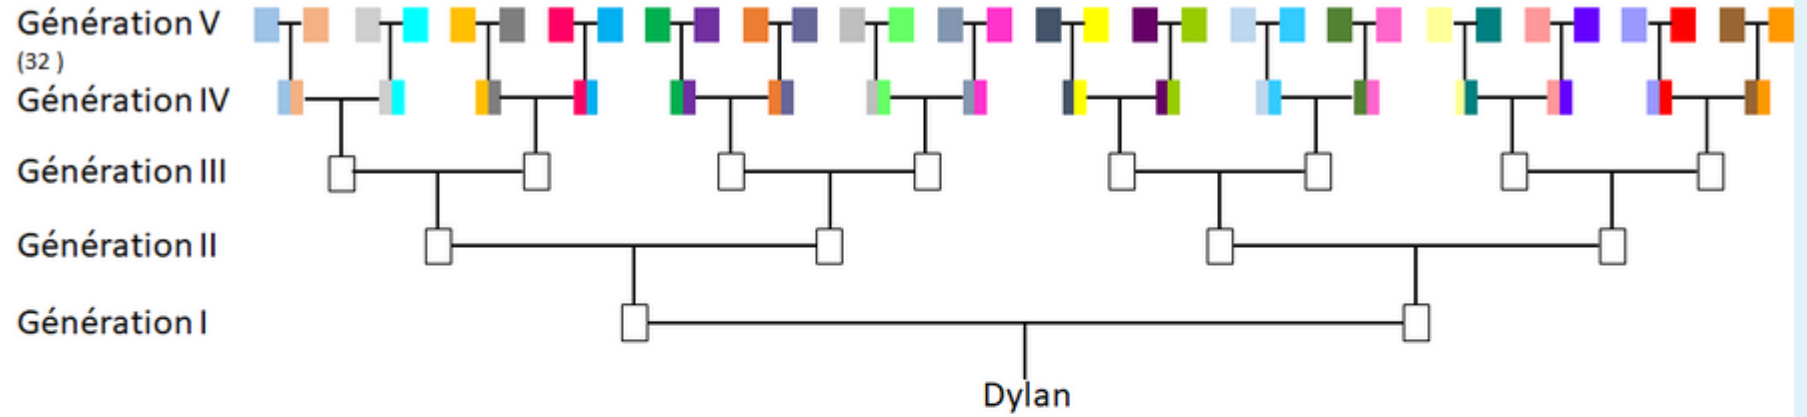 Génération V
(32 )
Génération IV
Génération III
Génération II
Génération I
Dylan